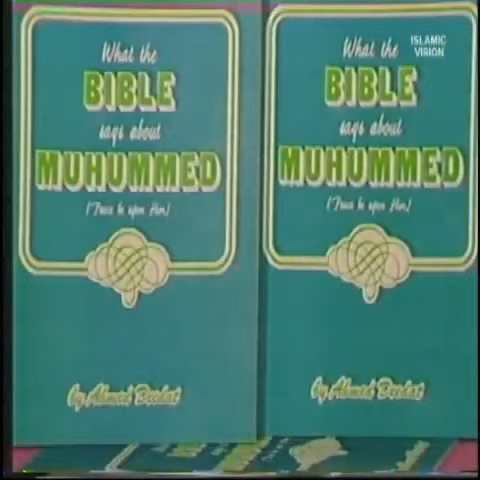 What the
BIBLE
says about
MUHUMMED
(Peace be upon Him)
by Ahmed Deedat
What the
BIBLE
says about
MUHUMMED
(Peace be upon Him)
by Ahmed Deedat
ISLAMIC
VISION